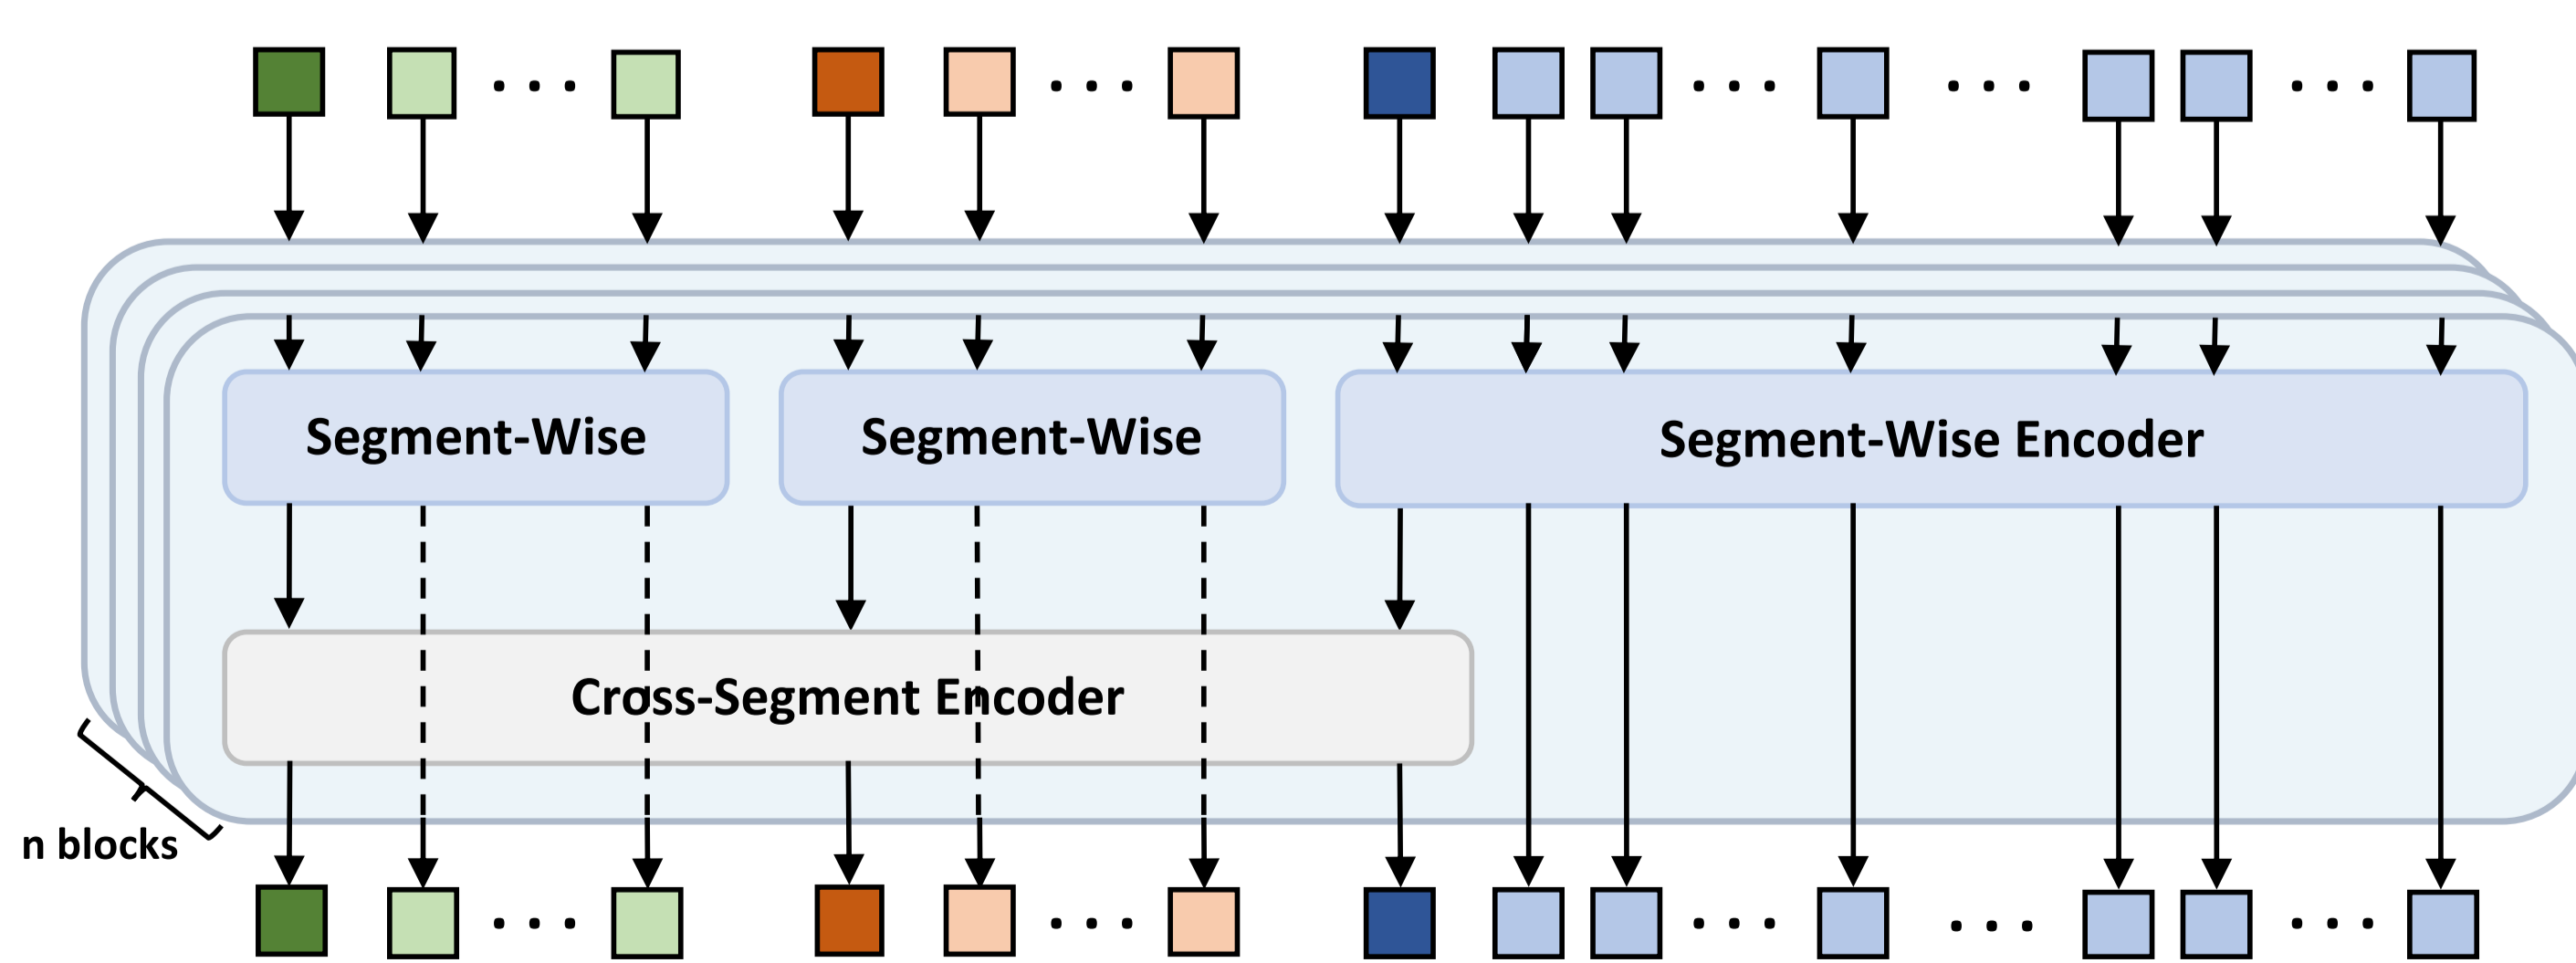 Segment-Wise
Segment-Wise
Segment-Wise Encoder
Cross-Segment Encoder
n blocks